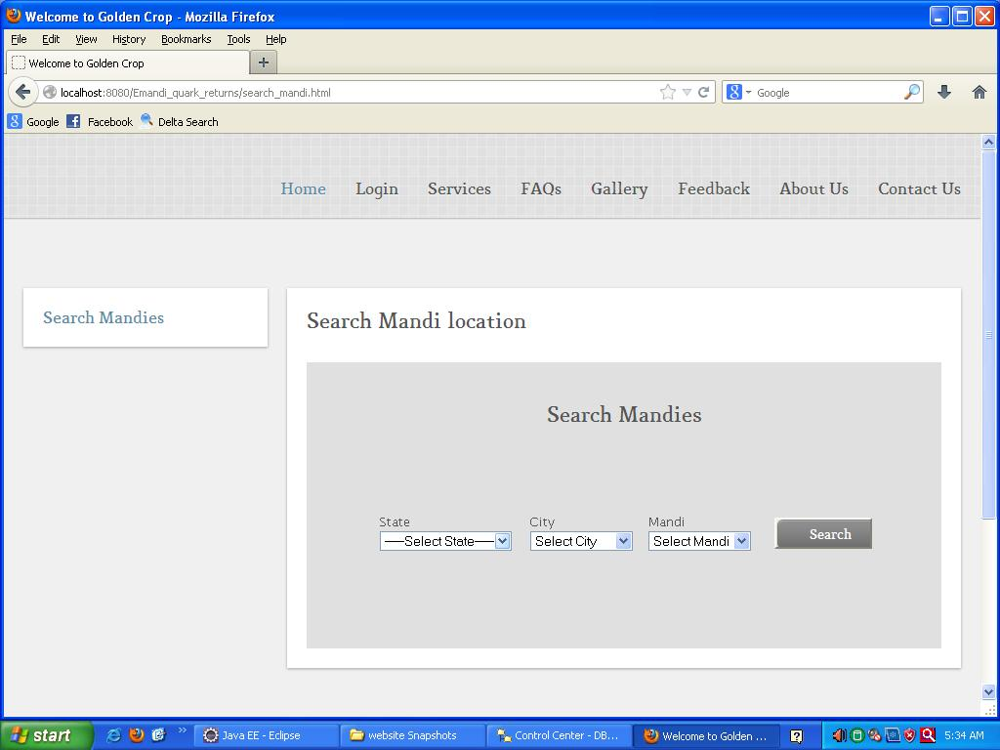 Welcome to Golden Crop - Mozilla Firefox
File Edit View History Bookmarks Tools Help
Welcome to Golden Crop
localhost:8080/Emandi_quark_returns/search_mandi.html Google
Google Facebook Delta Search
Home Login Services FAQs Gallery Feedback About Us Contact Us
Search Mandies
Search Mandi location
Search Mandies
State City Mandi
-----Select State----- Select City Select Mandi Search
start Java EE - Eclipse website Snapshots Control Center - DB... Welcome to Golden ... 5:34 AM